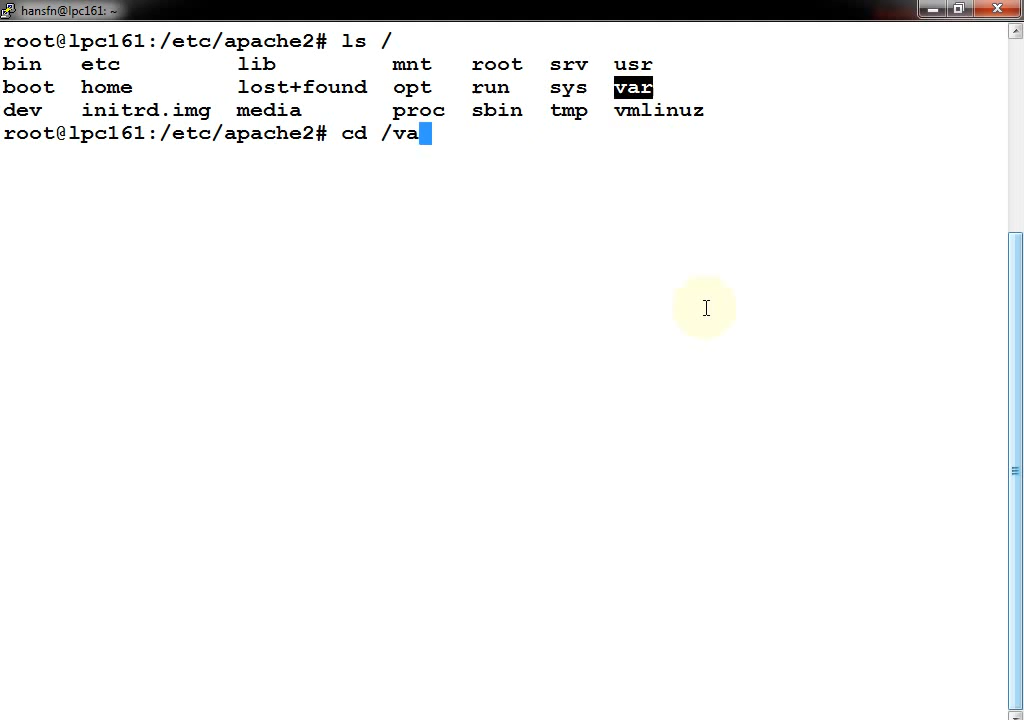 hansfn@lpc161: ~
root@lpc161:/etc/apache2# ls /
bin   etc         lib         mnt   root  srv  usr
boot  home        lost+found  opt   run   sys  var
dev   initrd.img  media       proc  sbin  tmp  vmlinuz
root@lpc161:/etc/apache2# cd /va